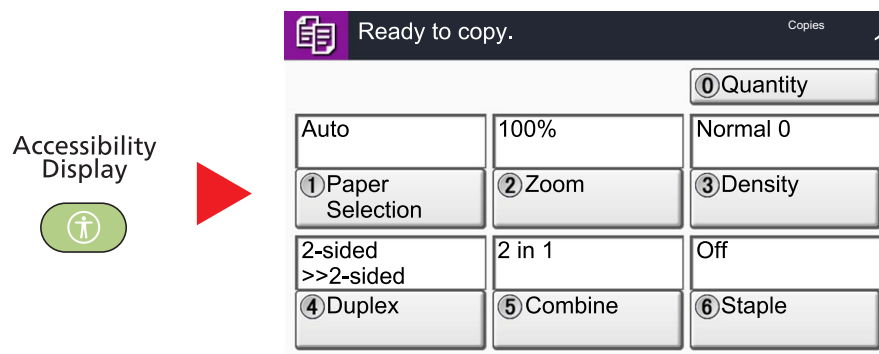 Accessibility
Display
Ready to copy.
Copies
0 Quantity
Auto
100%
Normal 0
1 Paper
Selection
2 Zoom
3 Density
2-sided
>>2-sided
2 in 1
Off
4 Duplex
5 Combine
6 Staple